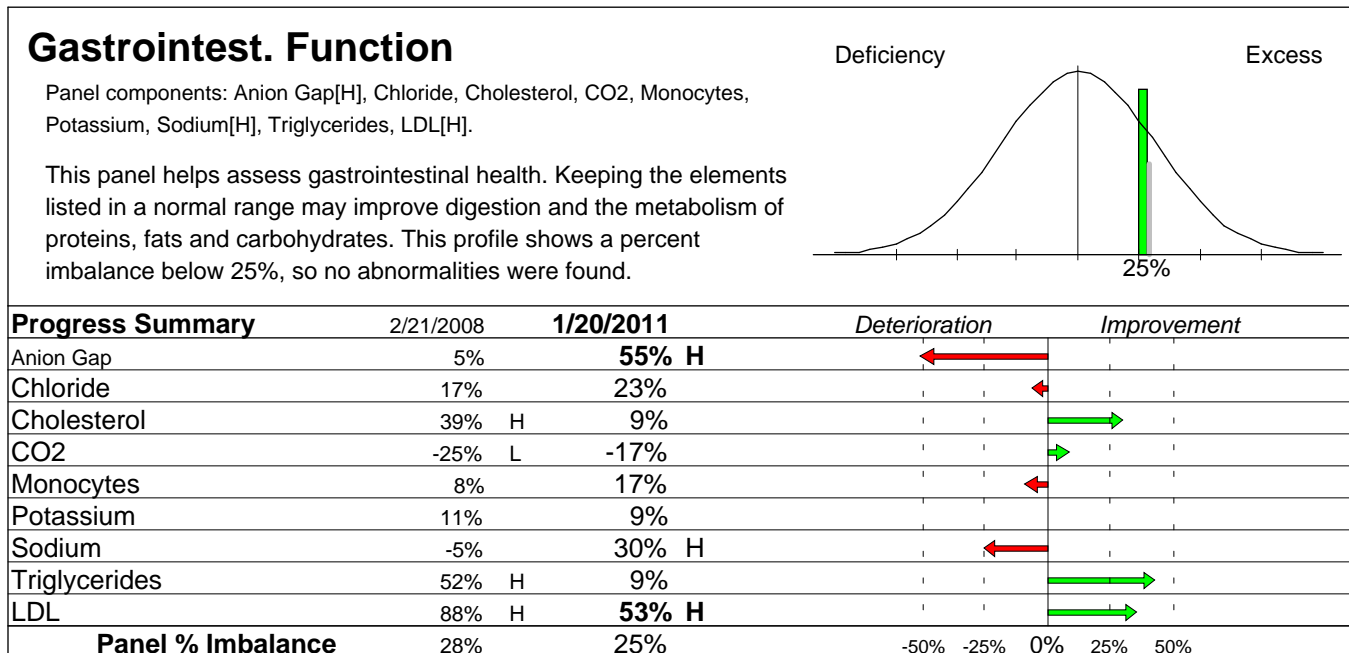 Gastrointest. Function
Panel components: Anion Gap[H], Chloride, Cholesterol, CO2, Monocytes,
Potassium, Sodium[H], Triglycerides, LDL[H].
This panel helps assess gastrointestinal health. Keeping the elements
listed in a normal range may improve digestion and the metabolism of
proteins, fats and carbohydrates. This profile shows a percent
imbalance below 25%, so no abnormalities were found.
Deficiency Excess
25%
Progress Summary 2/21/2008 1/20/2011 Deterioration Improvement
Anion Gap 5% 55% H
Chloride 17% 23%
Cholesterol 39% H 9%
CO2 -25% L -17%
Monocytes 8% 17%
Potassium 11% 9%
Sodium -5% 30% H
Triglycerides 52% H 9%
LDL 88% H 53% H
Panel % Imbalance 28% 25% -50% -25% 0% 25% 50%